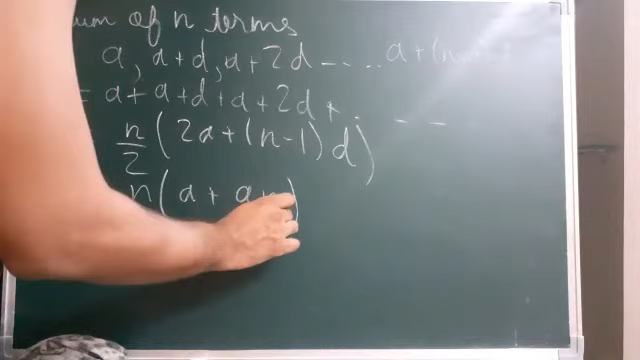 um of n terms
a, a+d, a+2d --.... a+(n
= a+a+d+a+2d+. - -
n/2 (2a+(n-1)d)
n(a+a